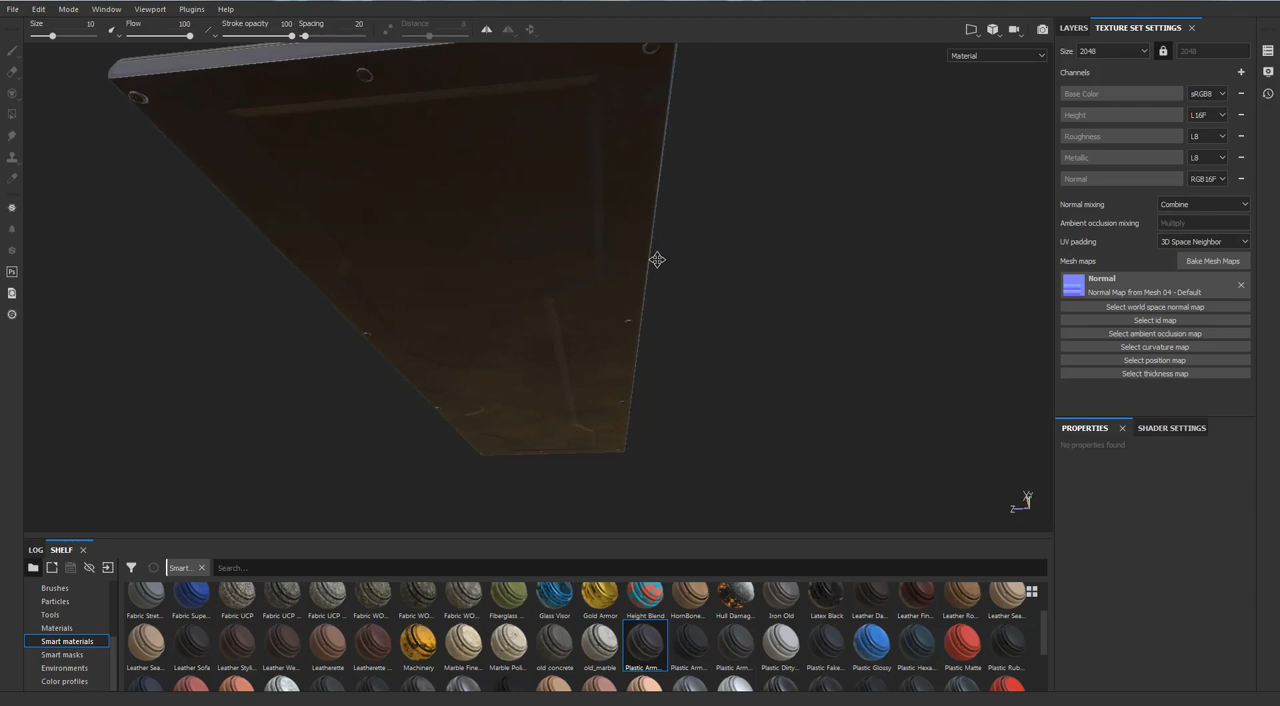 File Edit Mode Window Viewport Plugins Help
Size 10 Flow 100 Stroke opacity 100 Spacing 20 Distance 8
Material
LAYERS TEXTURE SET SETTINGS
Size 2048 2048
Channels
Base Color sRGB8
Height L16F
Roughness L8
Metallic L8
Normal RGB16F
Normal mixing Combine
Ambient occlusion mixing Multiply
UV padding 3D Space Neighbor
Mesh maps Bake Mesh Maps
Normal
Normal Map from Mesh 04 - Default
Select world space normal map
Select id map
Select ambient occlusion map
Select curvature map
Select position map
Select thickness map
PROPERTIES SHADER SETTINGS
No properties found
Z
LOG SHELF
Smart... Search...
Brushes
Particles
Tools
Materials
Smart materials
Smart masks
Environments
Color profiles
Fabric Stret... Fabric Supe... Fabric UCP Fabric UCP ... Fabric UCP ... Fabric WO... Fabric WO... Fabric WO... Fiberglass ... Glass Visor Gold Armor Height Blend HornBone... Hull Damag... Iron Old Latex Black Leather Da... Leather Fin... Leather Ro... Leather Sea...
Leather Sea... Leather Sofa Leather Styli... Leather We... Leatherette Leatherette ... Machinery Marble Fine... Marble Poli... old concrete old_marble Plastic Arm... Plastic Arm... Plastic Arm... Plastic Dirty... Plastic Fake... Plastic Glossy Plastic Hexa... Plastic Matte Plastic Rub...